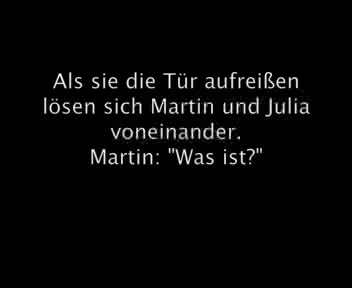 Als sie die Tür aufreißen
lösen sich Martin und Julia
voneinander.
Martin: "Was ist?"